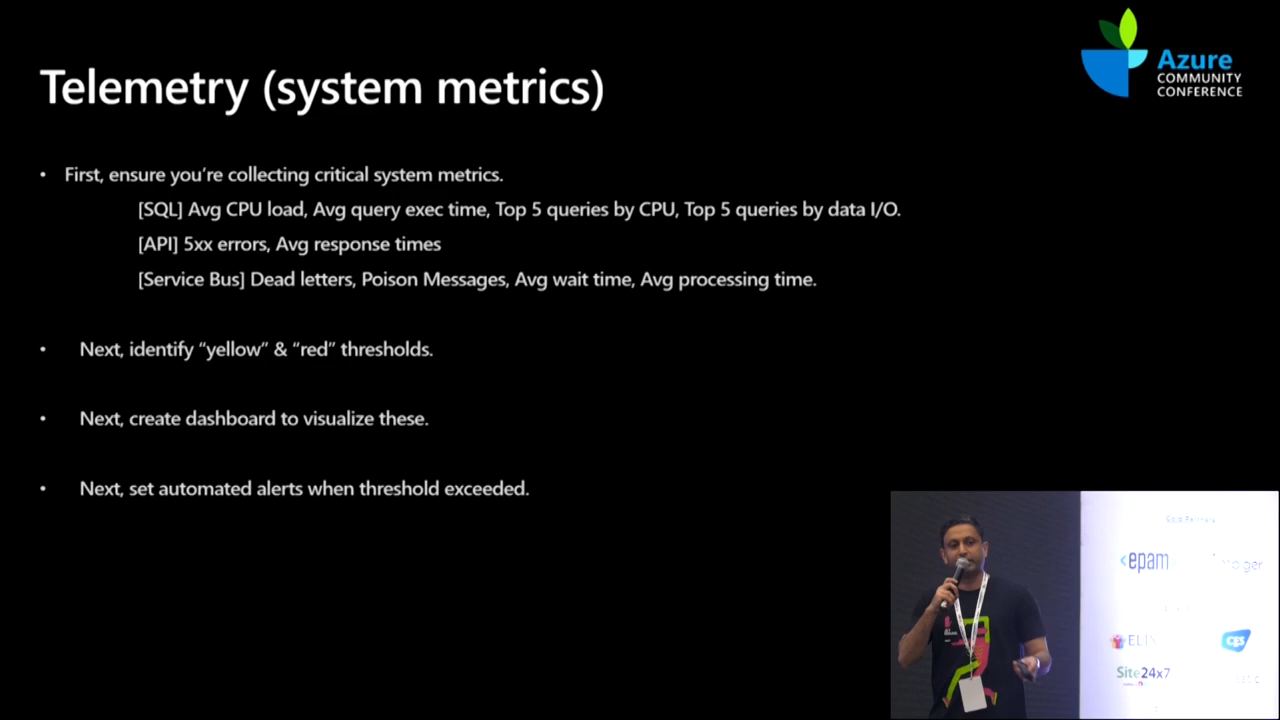 Azure
COMMUNITY
CONFERENCE
Telemetry (system metrics)
• First, ensure you’re collecting critical system metrics.
[SQL] Avg CPU load, Avg query exec time, Top 5 queries by CPU, Top 5 queries by data I/O.
[API] 5xx errors, Avg response times
[Service Bus] Dead letters, Poison Messages, Avg wait time, Avg processing time.
• Next, identify “yellow” & “red” thresholds.
• Next, create dashboard to visualize these.
• Next, set automated alerts when threshold exceeded.
Gold Partners
<epam
CES
Site24x7